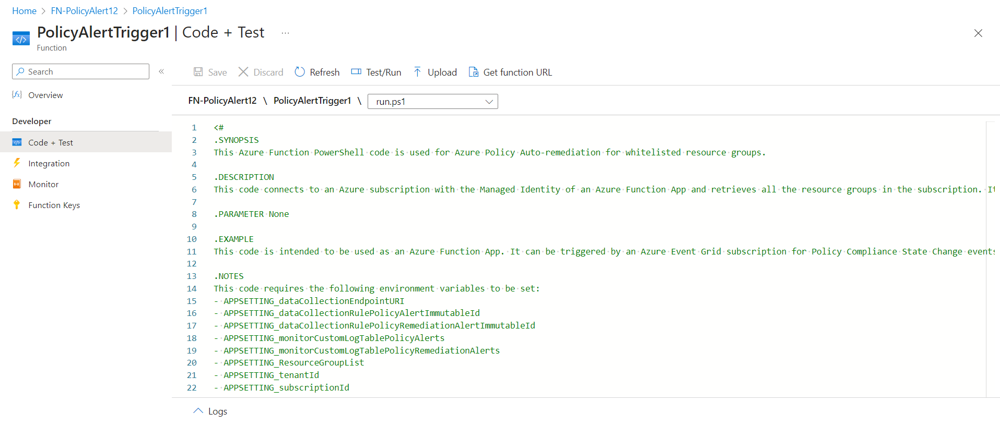 Home > FN-PolicyAlert12 > PolicyAlertTrigger1
PolicyAlertTrigger1 | Code + Test ...
Function
Search
«
Overview
Developer
Code + Test
Integration
Monitor
Function Keys
Save Discard Refresh Test/Run Upload Get function URL
FN-PolicyAlert12 \ PolicyAlertTrigger1 \ run.ps1
1 <#
2 .SYNOPSIS
3 This Azure Function PowerShell code is used for Azure Policy Auto-remediation for whitelisted resource groups.
4
5 .DESCRIPTION
6 This code connects to an Azure subscription with the Managed Identity of an Azure Function App and retrieves all the resource groups in the subscription. It
7
8 .PARAMETER None
9
10 .EXAMPLE
11 This code is intended to be used as an Azure Function App. It can be triggered by an Azure Event Grid subscription for Policy Compliance State Change events
12
13 .NOTES
14 This code requires the following environment variables to be set:
15 - APPSETTING_dataCollectionEndpointURI
16 - APPSETTING_dataCollectionRulePolicyAlertImmutableId
17 - APPSETTING_dataCollectionRulePolicyRemediationAlertImmutableId
18 - APPSETTING_monitorCustomLogTablePolicyAlerts
19 - APPSETTING_monitorCustomLogTablePolicyRemediationAlerts
20 - APPSETTING_ResourceGroupList
21 - APPSETTING_tenantId
22 - APPSETTING_subscriptionId
Logs